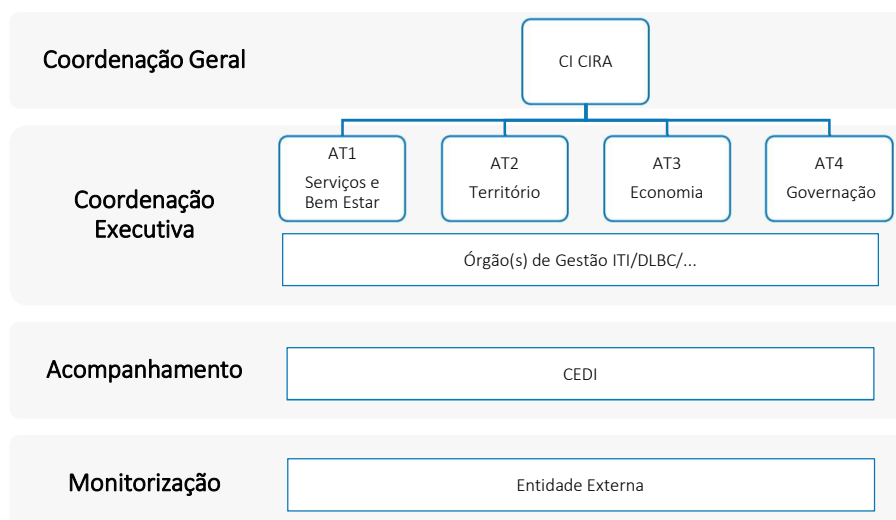 Coordenação Geral
CI CIRA
Coordenação
Executiva
AT1
Serviços e
Bem Estar
AT2
Território
AT3
Economia
AT4
Governação
Órgão(s) de Gestão ITI/DLBC/...
Acompanhamento
CEDI
Monitorização
Entidade Externa